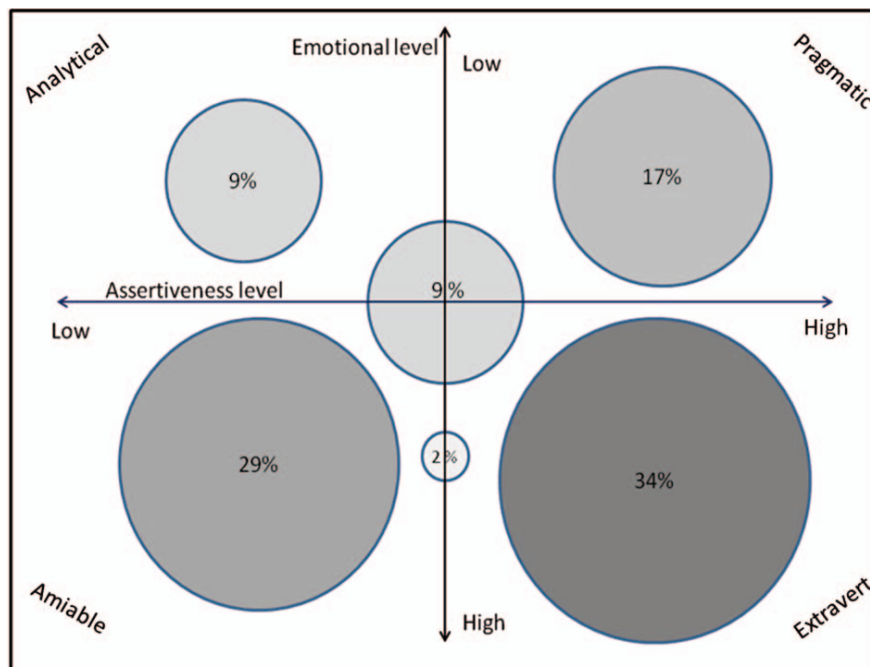 Analytical
Emotional level
Low
Pragmatic
9%
17%
9%
Assertiveness level
Low
High
29%
2%
34%
Amiable
High
Extravert